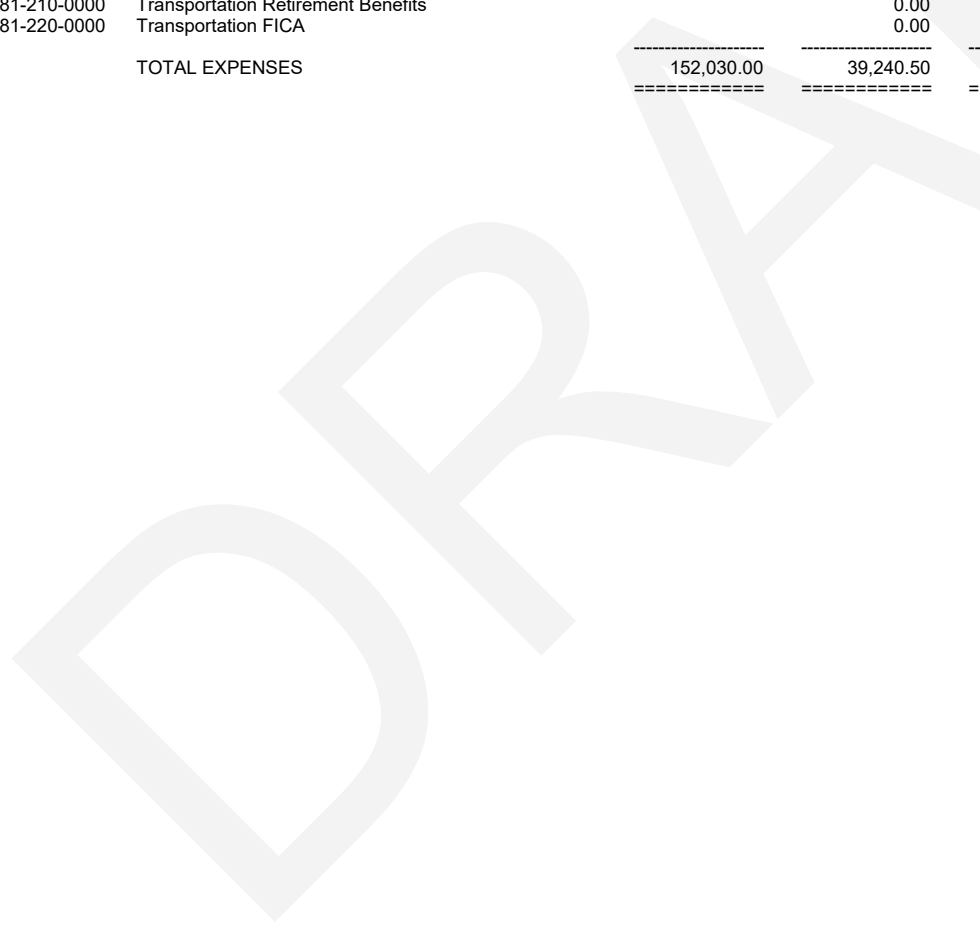 81-210-0000 Transportation Retirement Benefits 0.00
81-220-0000 Transportation FICA 0.00
--------------------- --------------------- --
TOTAL EXPENSES 152,030.00 39,240.50
============ ============ =
DRA